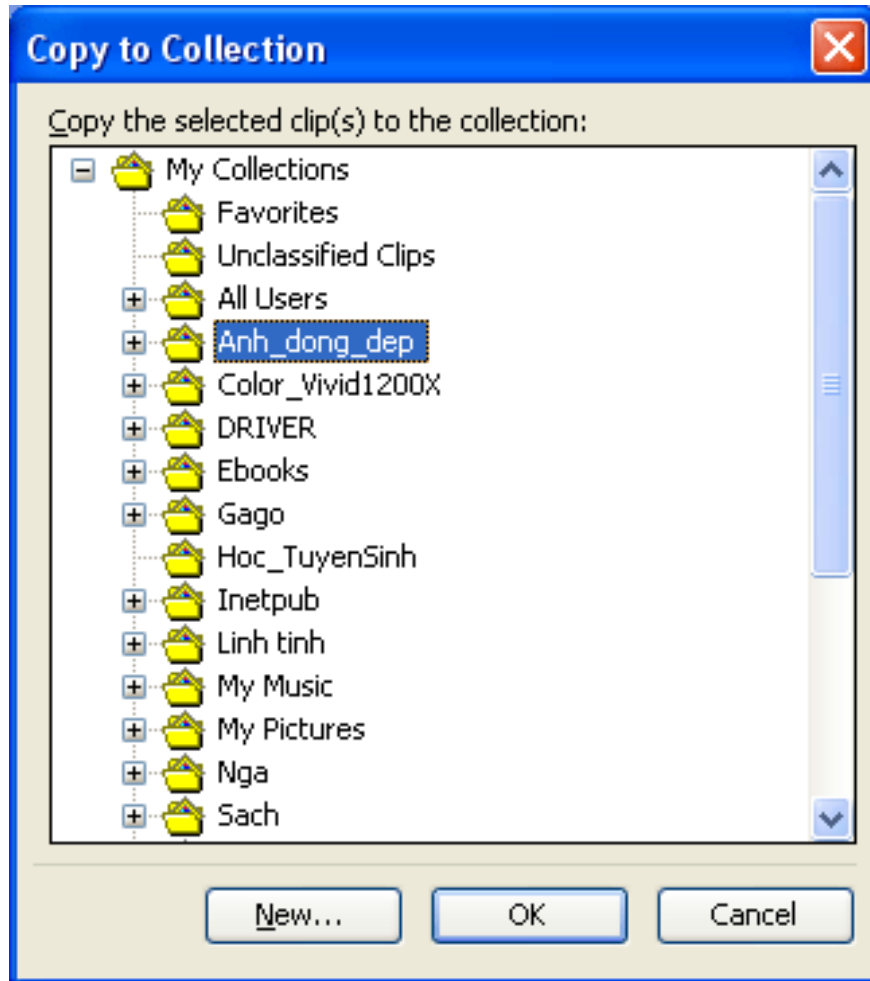 Copy to Collection
Copy the selected clip(s) to the collection:
My Collections
Favorites
Unclassified Clips
All Users
Anh_dong_dep
Color_Vivid1200X
DRIVER
Ebooks
Gago
Hoc_TuyenSinh
Inetpub
Linh tinh
My Music
My Pictures
Nga
Sach
New... OK Cancel